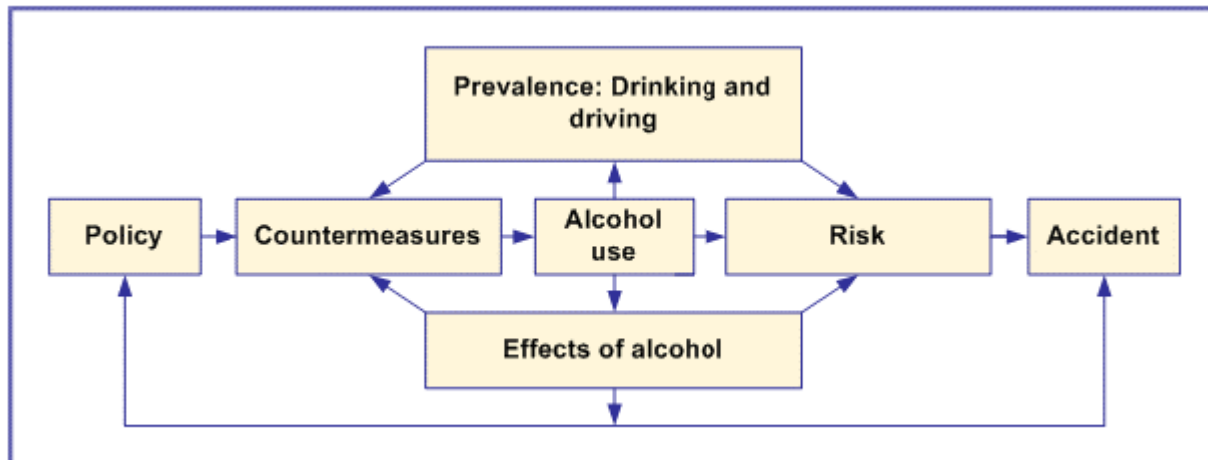 Prevalence: Drinking and
driving
Policy
Countermeasures
Alcohol
use
Risk
Accident
Effects of alcohol